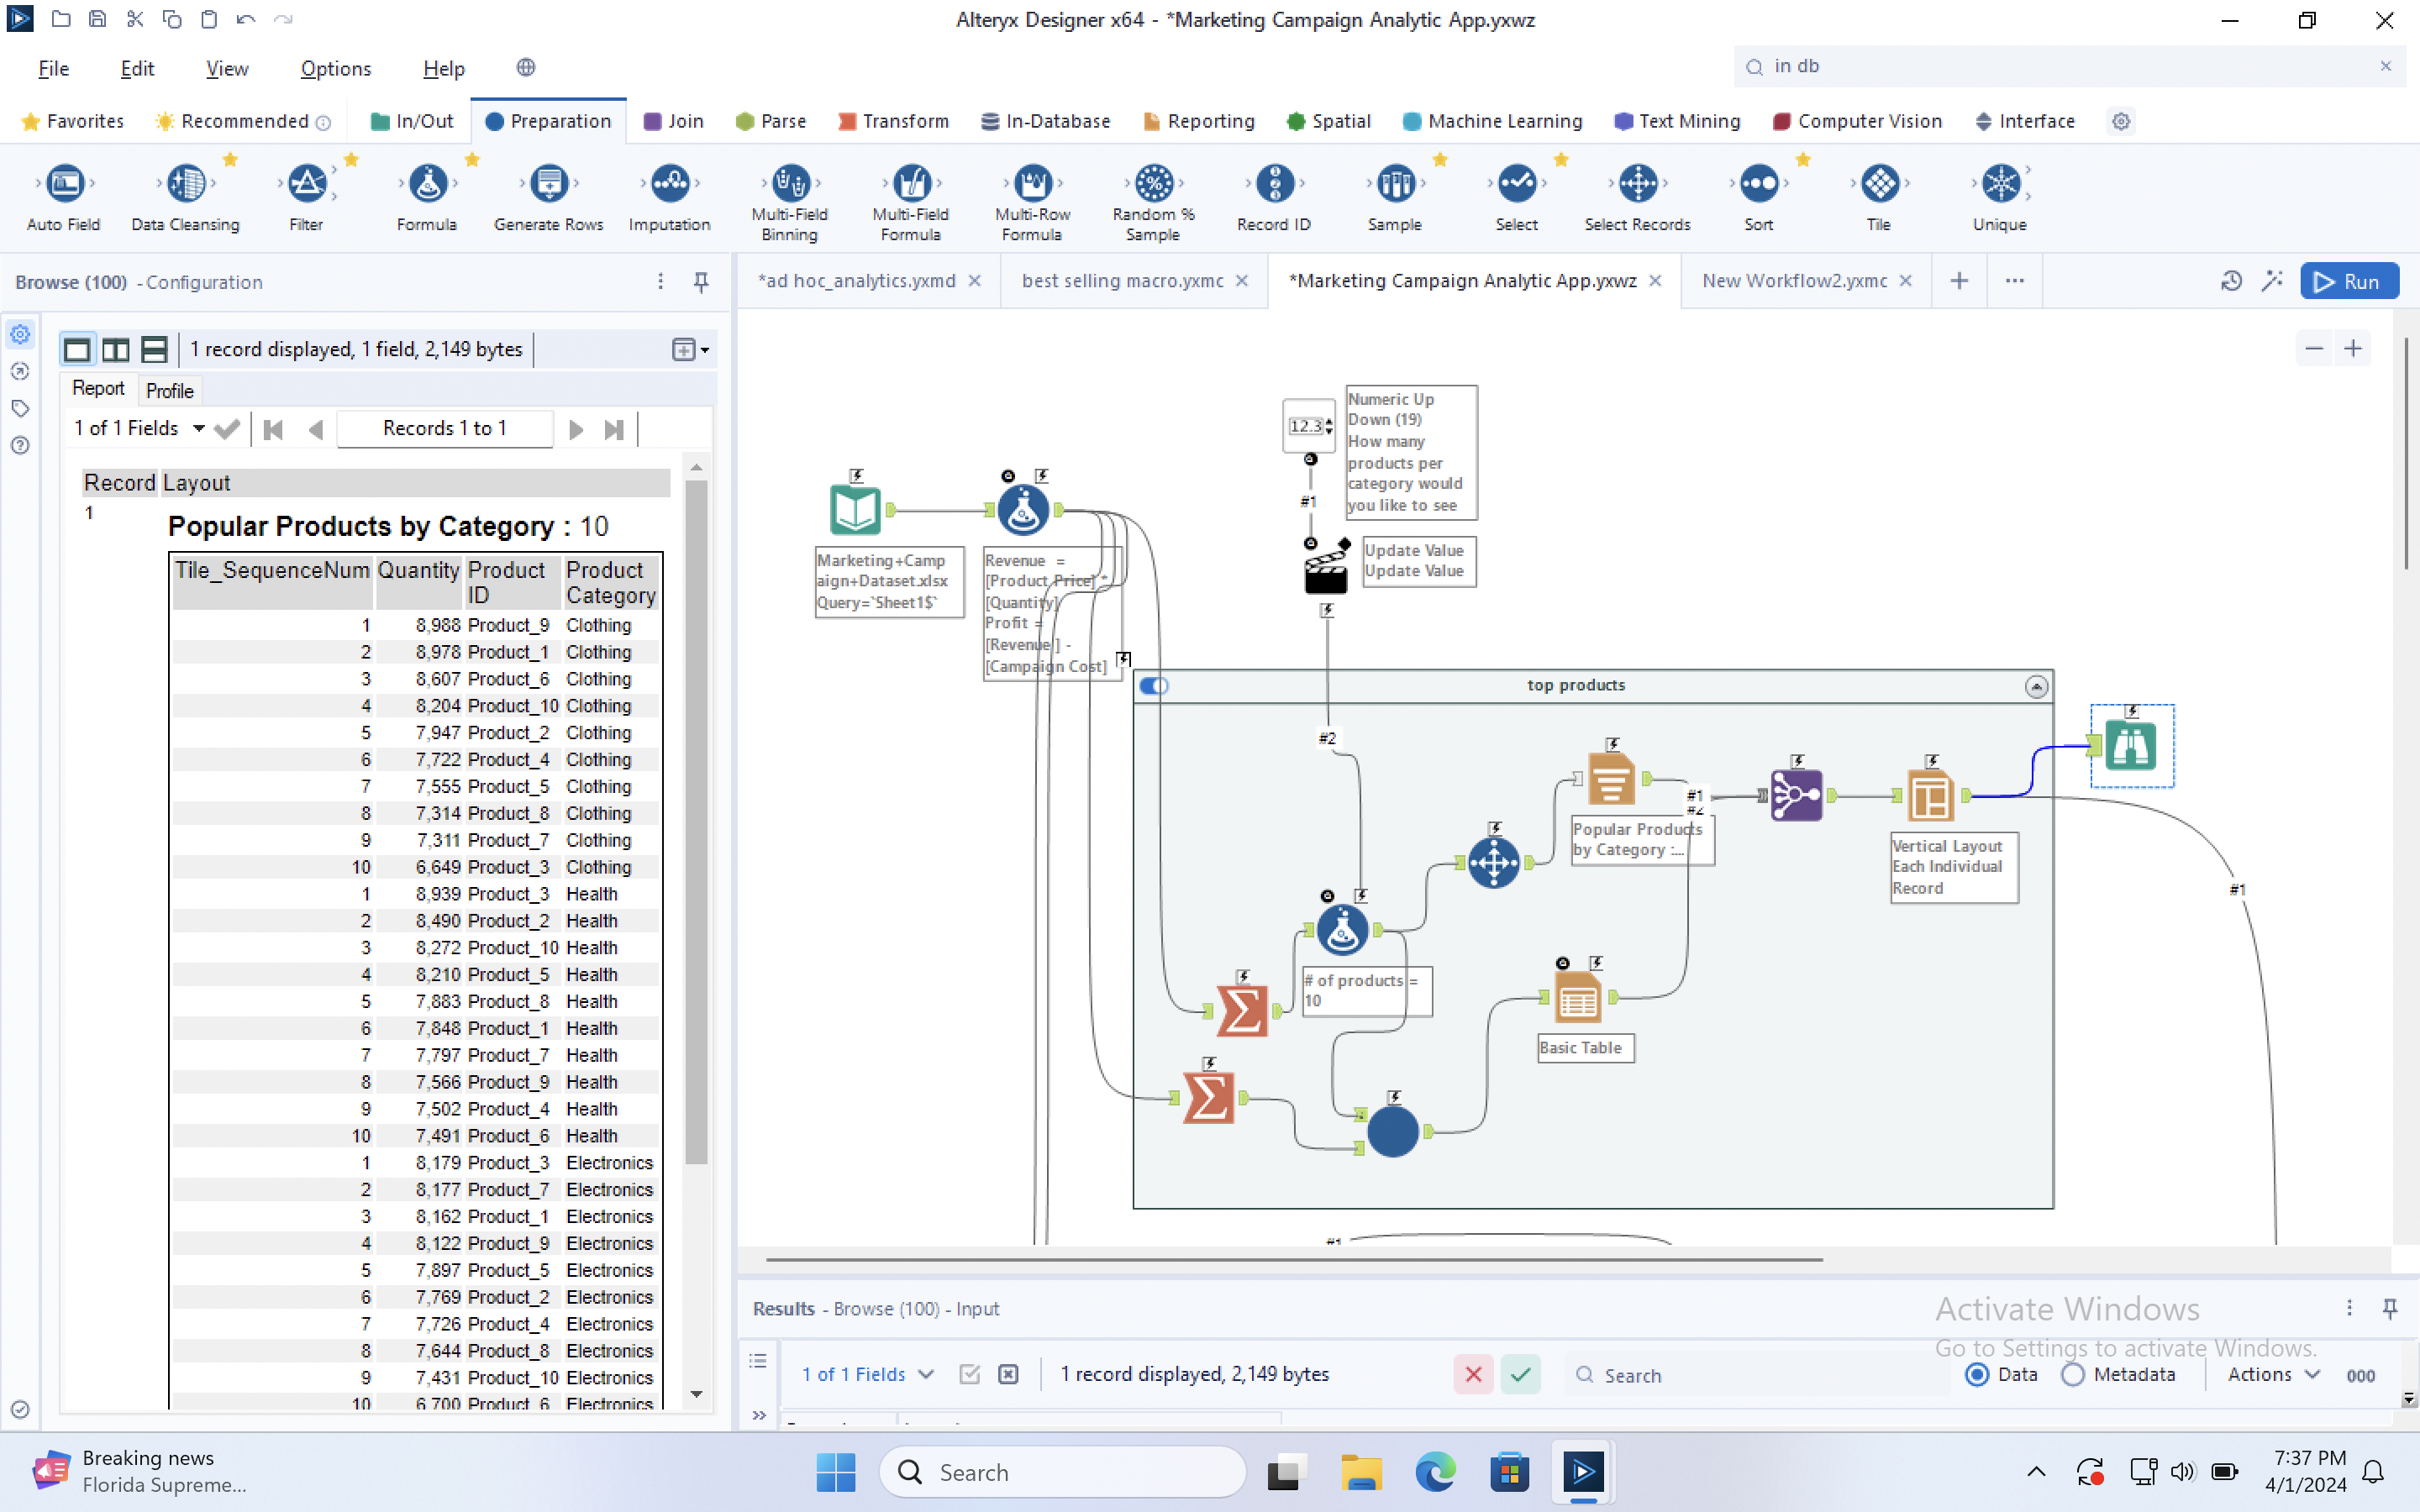 Alteryx Designer x64 - *Marketing Campaign Analytic App.yxwz
File Edit View Options Help
in db
Favorites Recommended In/Out Preparation Join Parse Transform In-Database Reporting Spatial Machine Learning Text Mining Computer Vision Interface
Auto Field Data Cleansing Filter Formula Generate Rows Imputation Multi-Field Binning Multi-Field Formula Multi-Row Formula Random % Sample Record ID Sample Select Select Records Sort Tile Unique
Browse (100) - Configuration
*ad hoc_analytics.yxmd best selling macro.yxmc *Marketing Campaign Analytic App.yxwz New Workflow2.yxmc Run
1 record displayed, 1 field, 2,149 bytes
Report Profile
1 of 1 Fields Records 1 to 1
Record Layout
1
Popular Products by Category : 10
Tile_SequenceNum Quantity Product ID Product Category
1 8,988 Product_9 Clothing
2 8,978 Product_1 Clothing
3 8,607 Product_6 Clothing
4 8,204 Product_10 Clothing
5 7,947 Product_2 Clothing
6 7,722 Product_4 Clothing
7 7,555 Product_5 Clothing
8 7,314 Product_8 Clothing
9 7,311 Product_7 Clothing
10 6,649 Product_3 Clothing
1 8,939 Product_3 Health
2 8,490 Product_2 Health
3 8,272 Product_10 Health
4 8,210 Product_5 Health
5 7,883 Product_8 Health
6 7,848 Product_1 Health
7 7,797 Product_7 Health
8 7,566 Product_9 Health
9 7,502 Product_4 Health
10 7,491 Product_6 Health
1 8,179 Product_3 Electronics
2 8,177 Product_7 Electronics
3 8,162 Product_1 Electronics
4 8,122 Product_9 Electronics
5 7,897 Product_5 Electronics
6 7,769 Product_2 Electronics
7 7,726 Product_4 Electronics
8 7,644 Product_8 Electronics
9 7,431 Product_10 Electronics
10 6,700 Product_6 Electronics
12.3
Numeric Up
Down (19)
How many
products per
category would
you like to see
#1
Update Value
Update Value
Marketing+Camp
aign+Dataset.xlsx
Query=`Sheet1$`
Revenue =
[Product Price] *
[Quantity]
Profit =
[Revenue ] -
[Campaign Cost]
top products
#2
#1
#2
Popular Products
by Category :...
Vertical Layout
Each Individual
Record
#1
# of products =
10
Basic Table
#1
Results - Browse (100) - Input
Activate Windows
Go to Settings to activate Windows.
1 of 1 Fields 1 record displayed, 2,149 bytes Search Data Metadata Actions 000
Breaking news
Florida Supreme...
Search
7:37 PM
4/1/2024